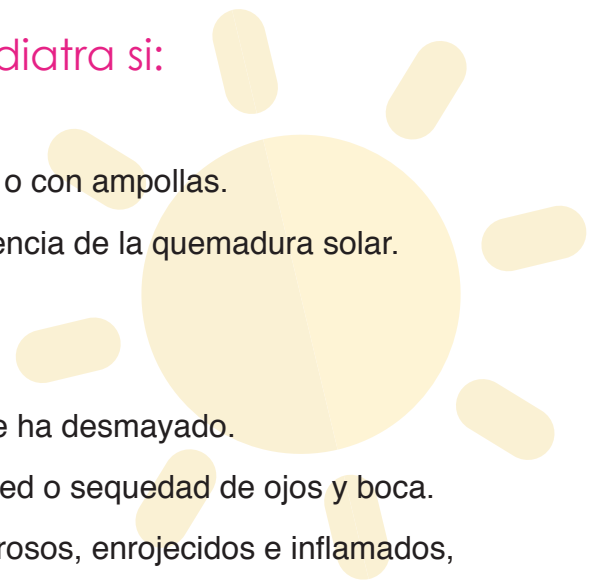 diatra si:
o con ampollas.
encia de la quemadura solar.
e ha desmayado.
ed o sequedad de ojos y boca.
rosos, enrojecidos e inflamados,